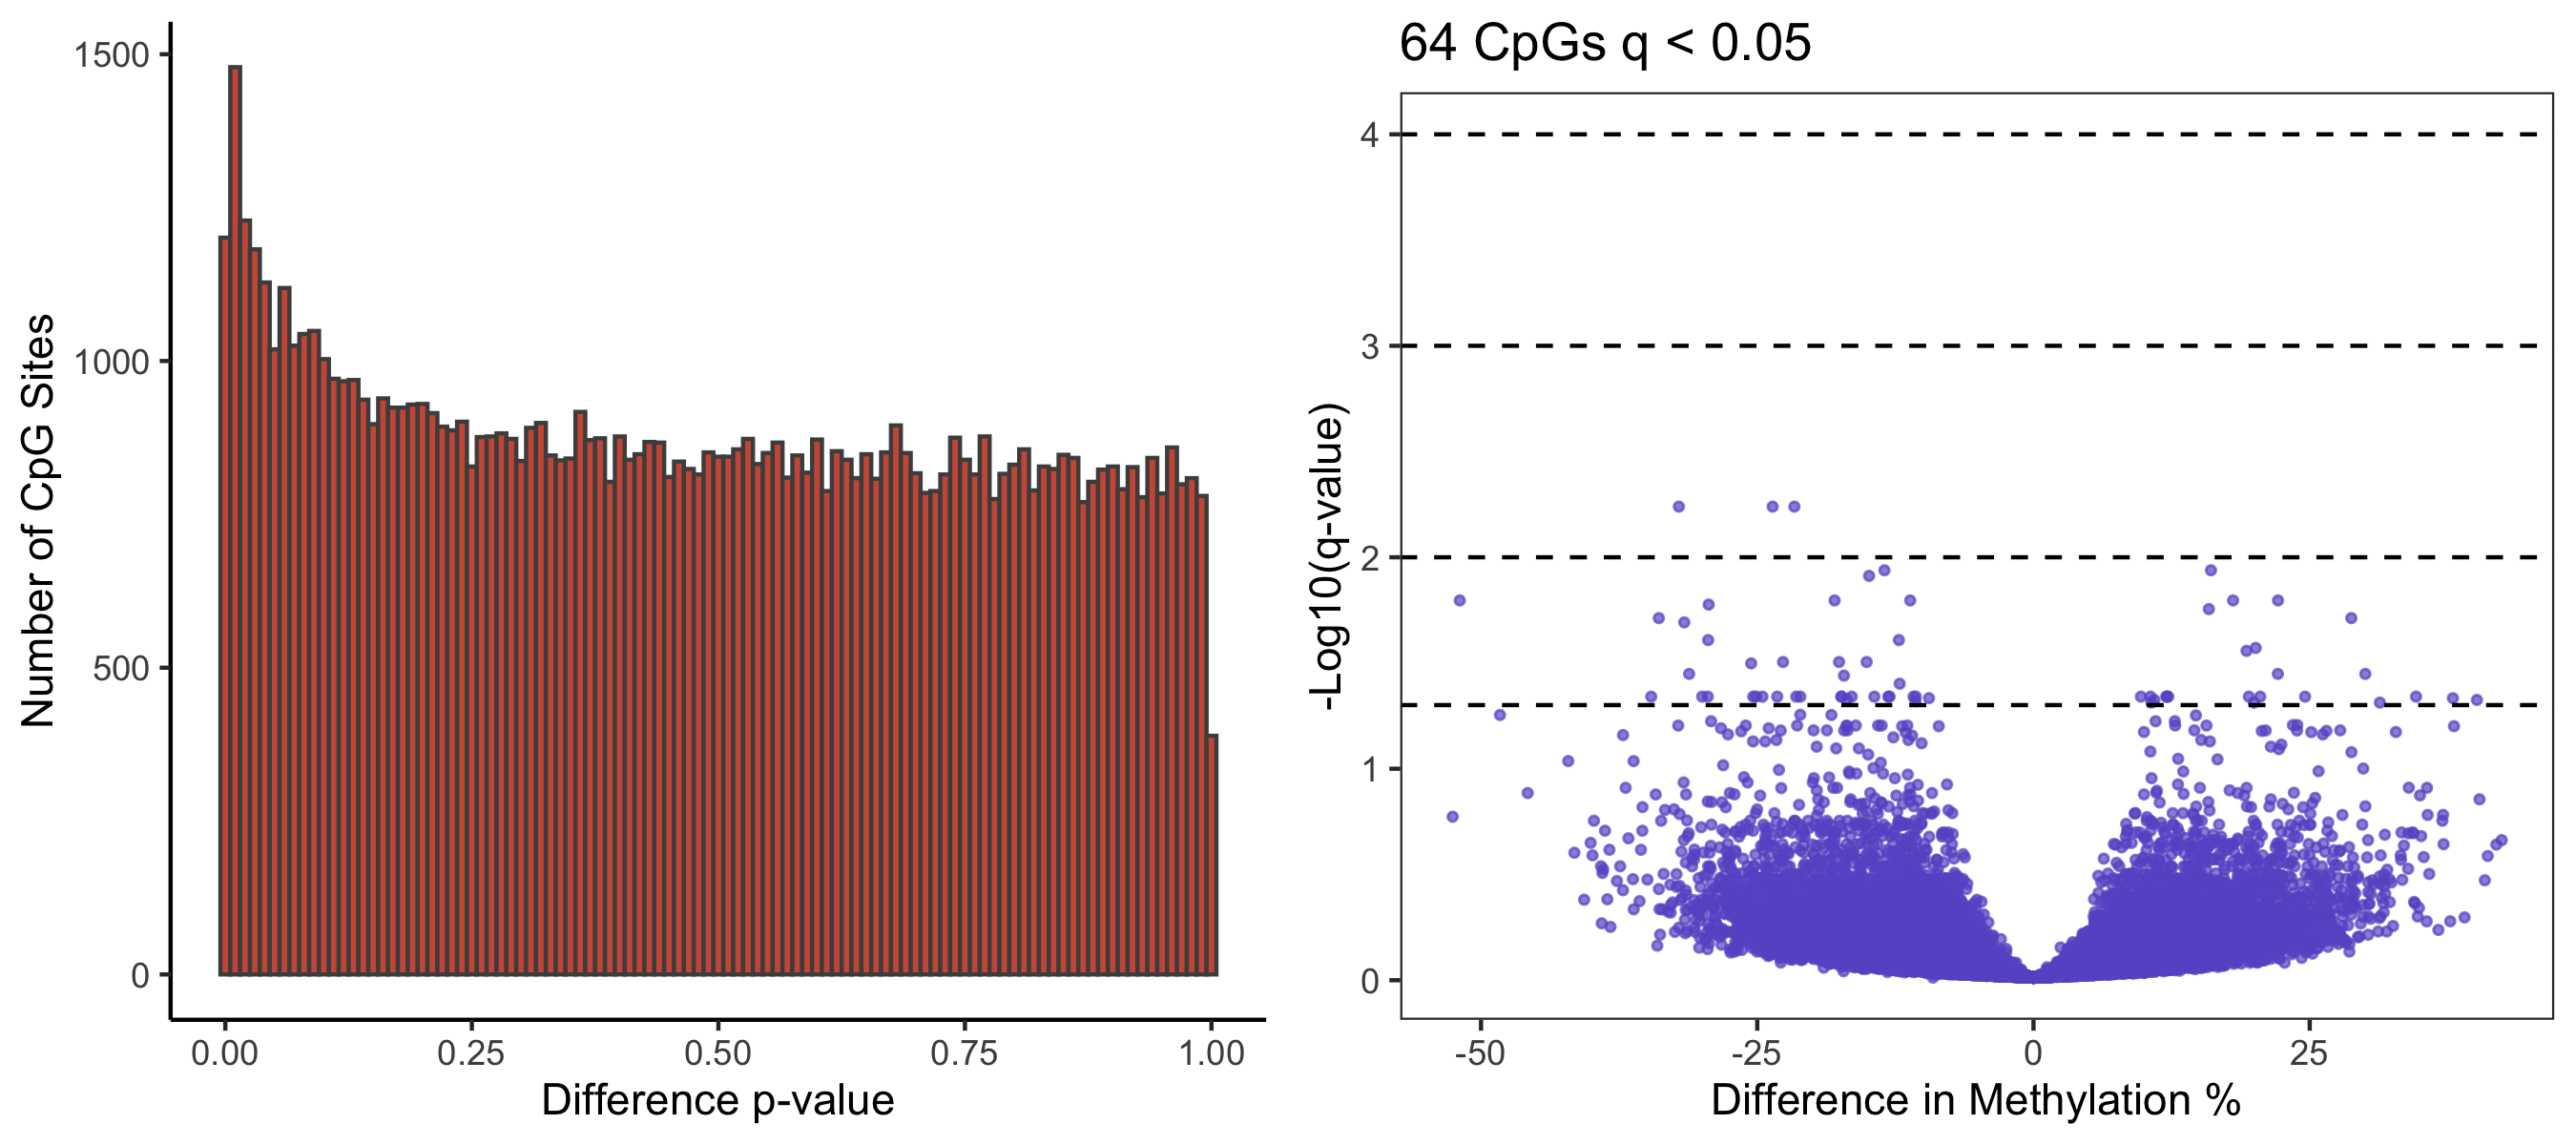 1500
1000
500
0
Number of CpG Sites
0.00 0.25 0.50 0.75 1.00
Difference p-value
64 CpGs q < 0.05
4
3
2
1
0
-Log10(q-value)
-50 -25 0 25
Difference in Methylation %